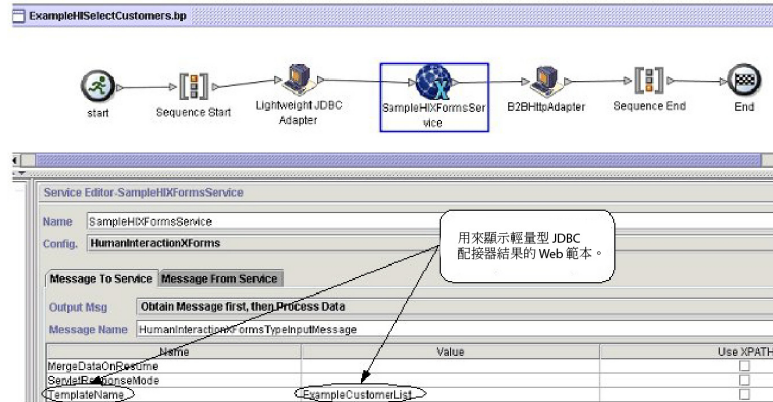 ExampleHISelectCustomers.bp
start
Sequence Start
Lightweight JDBC
Adapter
SampleHIXFormsSer
vice
B2BHttpAdapter
Sequence End
End
Service Editor-SampleHIXFormsService
Name SampleHIXFormsService
Config. HumanInteractionXForms
用來顯示輕量型 JDBC
配接器結果的 Web 範本。
Message To Service Message From Service
Output Msg Obtain Message first, then Process Data
Message Name HumanInteractionXFormsTypeInputMessage
Name Value Use XPATH
MergeDataOnResume
ServletResponseMode
TemplateName ExampleCustomerList